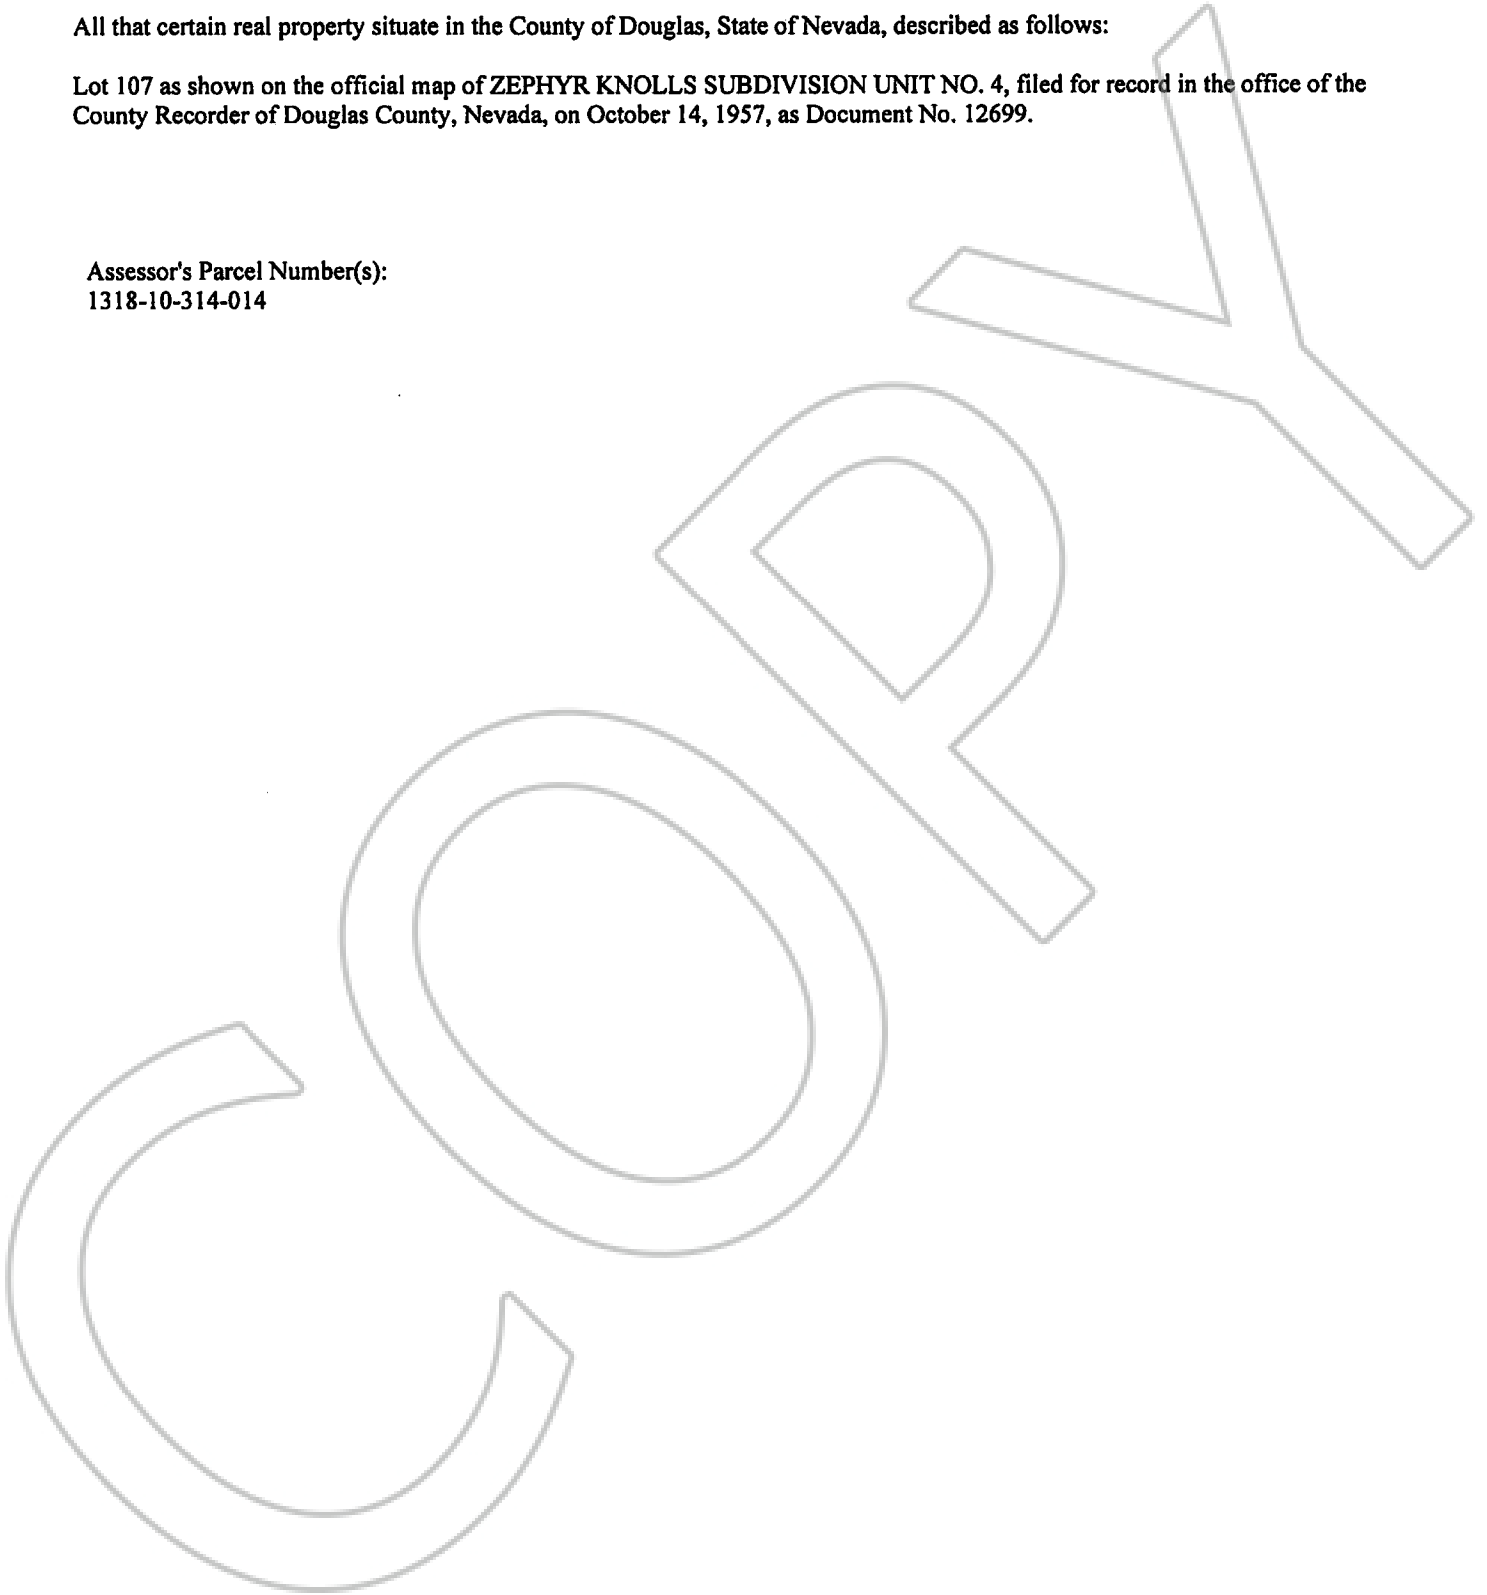 All that certain real property situate in the County of Douglas, State of Nevada, described as follows:
Lot 107 as shown on the official map of ZEPHYR KNOLLS SUBDIVISION UNIT NO. 4, filed for record in the office of the
County Recorder of Douglas County, Nevada, on October 14, 1957, as Document No. 12699.
Assessor's Parcel Number(s):
1318-10-314-014
COPY